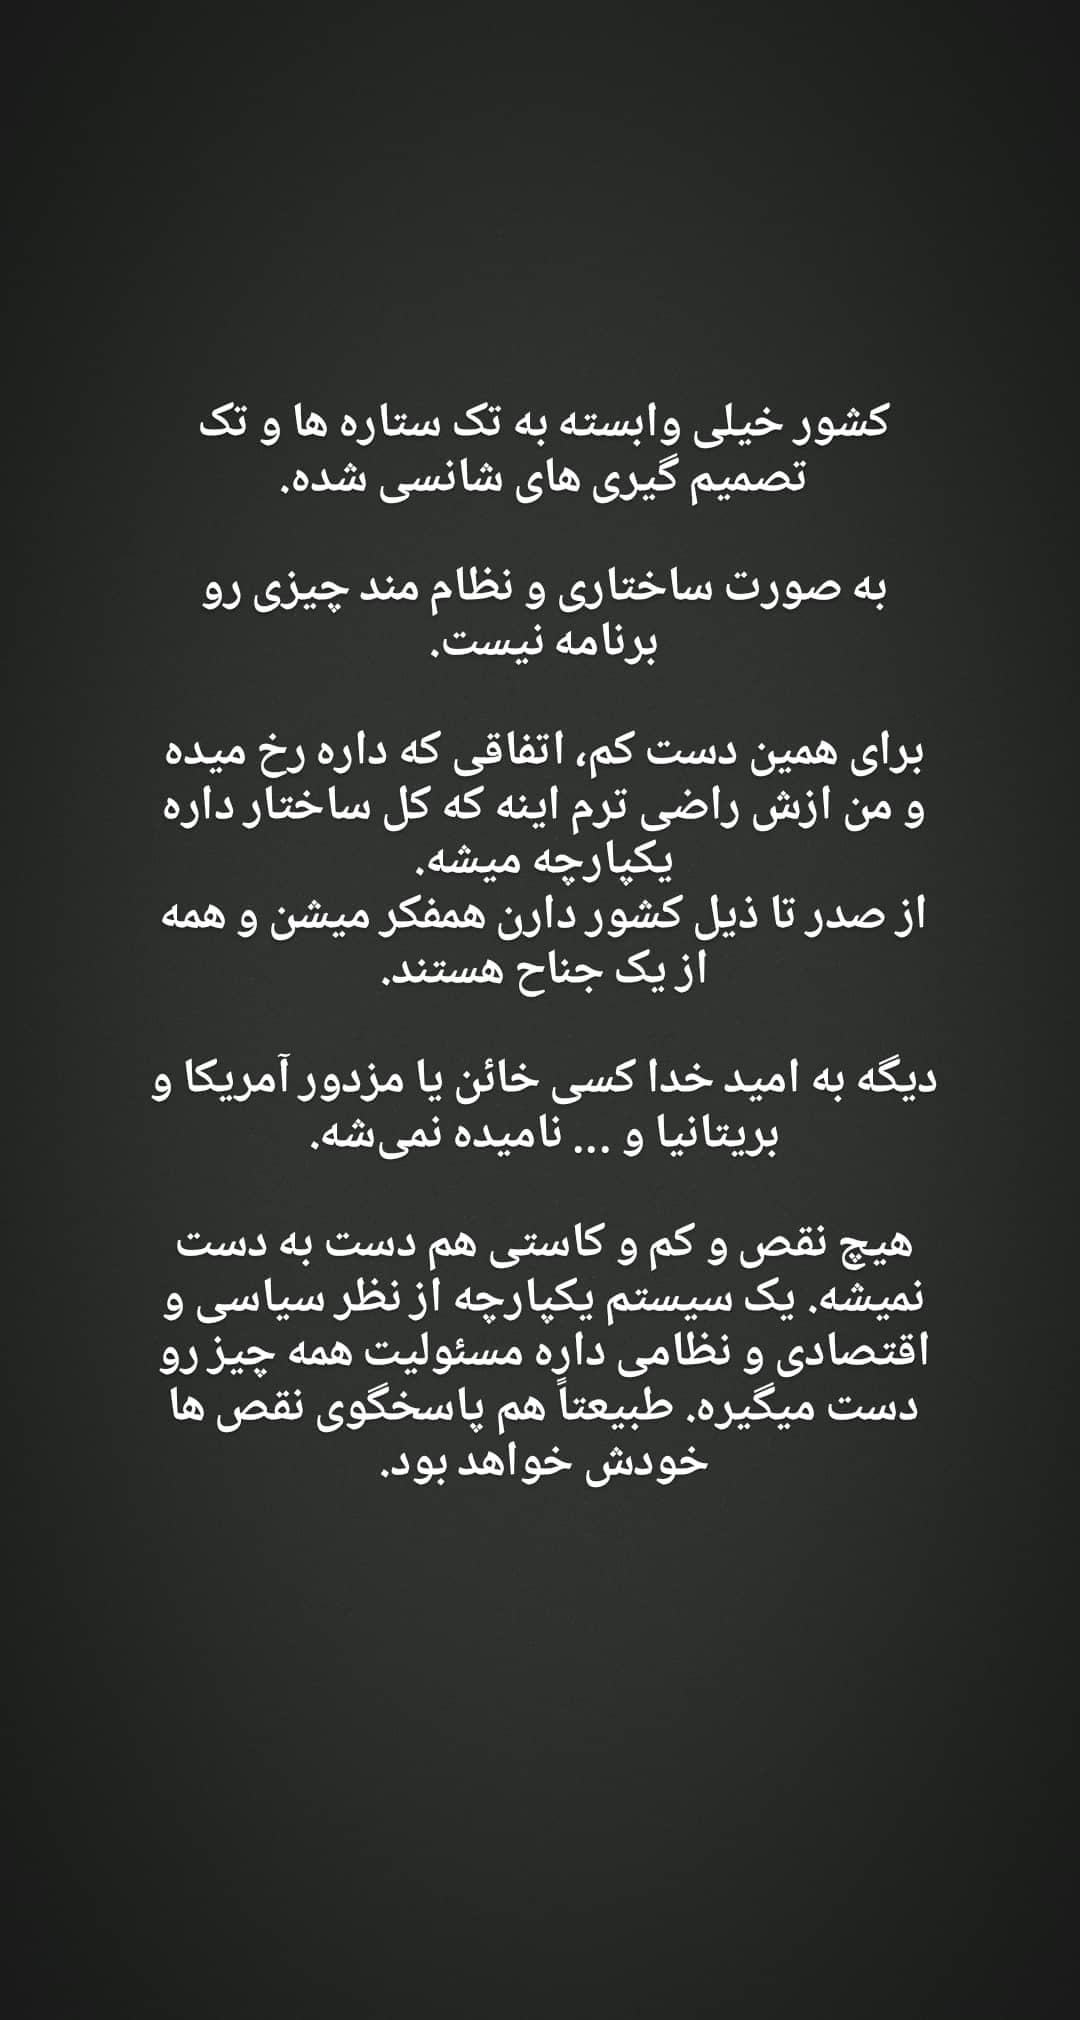 کشور خیلی وابسته به تک ستاره ها و تک
تصمیم گیری های شانسی شده.
به صورت ساختاری و نظام مند چیزی رو
برنامه نیست.
برای همین دست کم، اتفاقی که داره رخ میده
و من ازش راضی ترم اینه که کل ساختار داره
یکپارچه میشه.
از صدر تا ذیل کشور دارن همفکر میشن و همه
از یک جناح هستند.
دیگه به امید خدا کسی خائن یا مزدور آمریکا و
بریتانیا و ... نامیده نمی‌شه.
هیچ نقص و کم و کاستی هم دست به دست
نمیشه. یک سیستم یکپارچه از نظر سیاسی و
اقتصادی و نظامی داره مسئولیت همه چیز رو
دست میگیره. طبیعتاً هم پاسخگوی نقص ها
خودش خواهد بود.